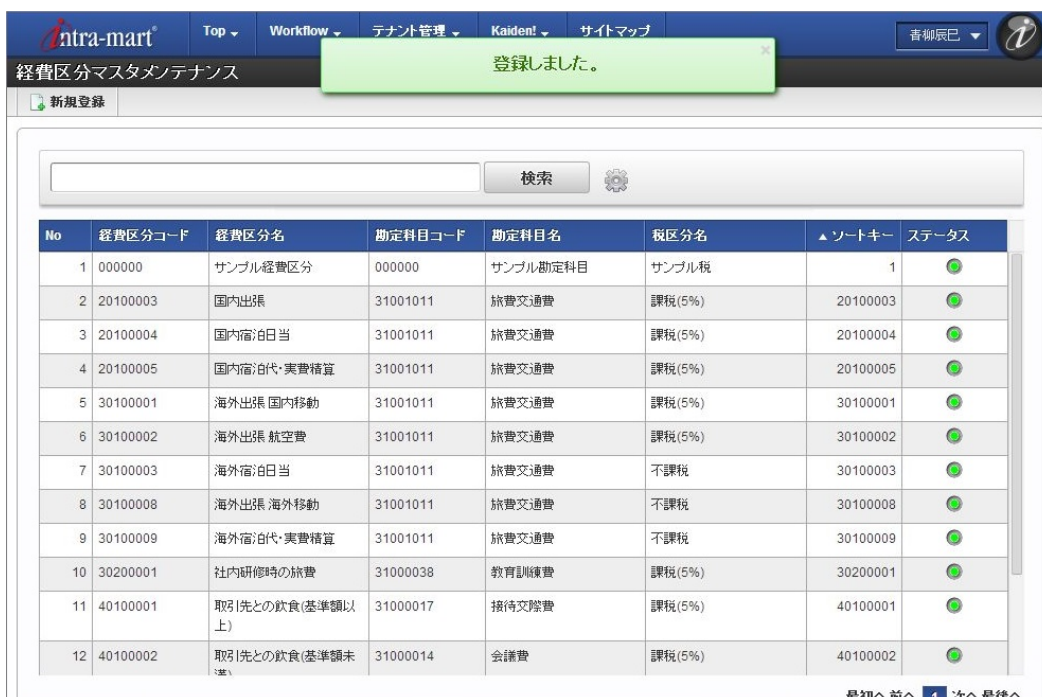 intra-mart Top Workflow テナント管理 Kaiden! サイトマップ 青柳辰巳
登録しました。
経費区分マスタメンテナンス
新規登録
検索
No 経費区分コード 経費区分名 勘定科目コード 勘定科目名 税区分名 ▲ソートキー ステータス
1 000000 サンプル経費区分 000000 サンプル勘定科目 サンプル税 1
2 20100003 国内出張 31001011 旅費交通費 課税(5%) 20100003
3 20100004 国内宿泊日当 31001011 旅費交通費 課税(5%) 20100004
4 20100005 国内宿泊代・実費精算 31001011 旅費交通費 課税(5%) 20100005
5 30100001 海外出張 国内移動 31001011 旅費交通費 課税(5%) 30100001
6 30100002 海外出張 航空費 31001011 旅費交通費 課税(5%) 30100002
7 30100003 海外宿泊日当 31001011 旅費交通費 不課税 30100003
8 30100008 海外出張 海外移動 31001011 旅費交通費 不課税 30100008
9 30100009 海外宿泊代・実費精算 31001011 旅費交通費 不課税 30100009
10 30200001 社内研修時の旅費 31000038 教育訓練費 課税(5%) 30200001
11 40100001 取引先との飲食(基準額以 31000017 接待交際費 課税(5%) 40100001
上)
12 40100002 取引先との飲食(基準額未 31000014 会議費 課税(5%) 40100002
満)
最初へ 前へ 1 次へ 最後へ